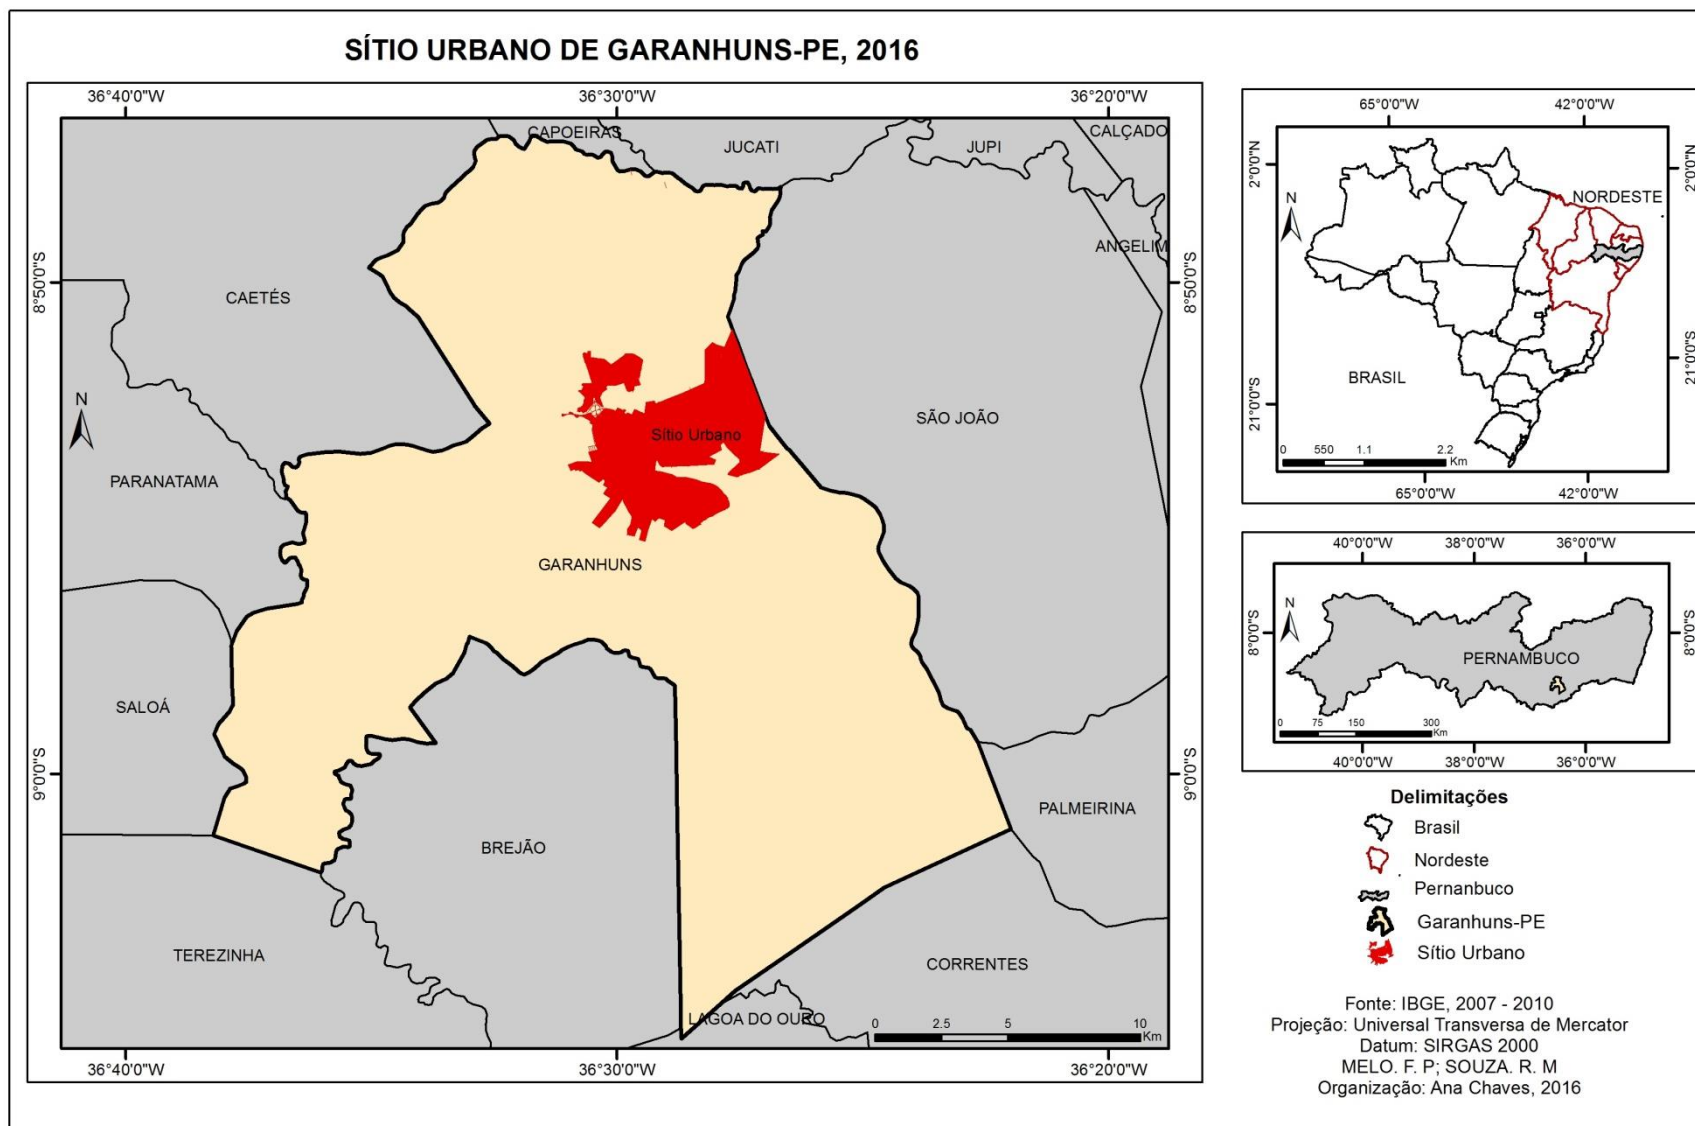 SÍTIO URBANO DE GARANHUNS-PE, 2016
36°40'0"W 36°30'0"W 36°20'0"W
CAPOEIRAS
JUCATI
JUPI
CALÇADO
ANGELIM
8°50'0"S
8°50'0"S
CAETÉS
N
SÃO JOÃO
Sítio Urbano
PARANATAMA
GARANHUNS
SALOÁ
9°0'0"S
9°0'0"S
PALMEIRINA
BREJÃO
TEREZINHA
CORRENTES
LAGOA DO OURO
0 2.5 5 10
Km
36°40'0"W 36°30'0"W 36°20'0"W
65°0'0"W 42°0'0"W
2°0'0"N
2°0'0"N
NORDESTE
N
BRASIL
21°0'0"S
21°0'0"S
0 550 1.1 2.2
Km
65°0'0"W 42°0'0"W
40°0'0"W 38°0'0"W 36°0'0"W
N
8°0'0"S
8°0'0"S
PERNAMBUCO
0 75 150 300
Km
40°0'0"W 38°0'0"W 36°0'0"W
Delimitações
Brasil
Nordeste
Pernanbuco
Garanhuns-PE
Sítio Urbano
Fonte: IBGE, 2007 - 2010
Projeção: Universal Transversa de Mercator
Datum: SIRGAS 2000
MELO. F. P; SOUZA. R. M
Organização: Ana Chaves, 2016